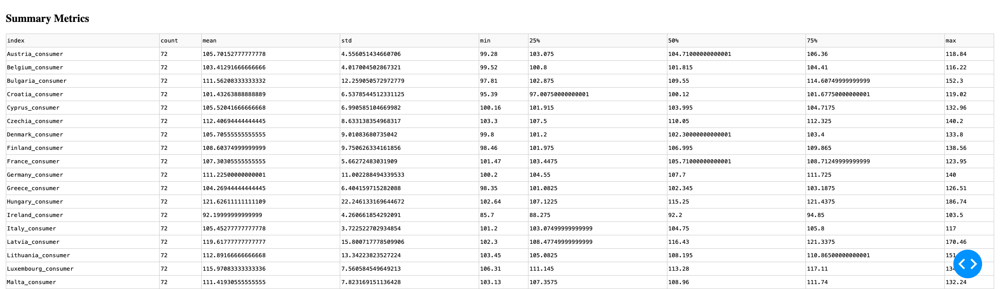 Summary Metrics
index count mean std min 25% 50% 75% max
Austria_consumer 72 105.70152777777778 4.556051434660706 99.28 103.075 104.71000000000001 106.36 118.84
Belgium_consumer 72 103.41291666666666 4.017004502867321 99.52 100.8 101.815 104.41 116.22
Bulgaria_consumer 72 111.56208333333332 12.259050572972779 97.81 102.875 109.55 114.60749999999999 152.3
Croatia_consumer 72 101.43263888888889 6.5378544512331125 95.39 97.00750000000001 100.12 101.67750000000001 119.02
Cyprus_consumer 72 105.52041666666668 6.990585104669982 100.16 101.915 103.995 104.7175 132.96
Czechia_consumer 72 112.40694444444445 8.633138354968317 103.3 107.5 110.05 112.325 140.2
Denmark_consumer 72 105.70555555555555 9.01083680735042 99.8 101.2 102.30000000000001 103.4 133.8
Finland_consumer 72 108.60374999999999 9.750626334161856 98.46 101.975 106.995 109.865 138.56
France_consumer 72 107.30305555555555 5.66272483031909 101.47 103.4475 105.71000000000001 108.71249999999999 123.95
Germany_consumer 72 111.22500000000001 11.002288494339533 100.2 104.55 107.7 111.725 140
Greece_consumer 72 104.26944444444445 6.404159715282088 98.35 101.0825 102.345 103.1875 126.51
Hungary_consumer 72 121.62611111111109 22.246133169644672 102.64 107.1225 115.25 121.4375 186.74
Ireland_consumer 72 92.19999999999999 4.260661854292091 85.7 88.275 92.2 94.85 103.5
Italy_consumer 72 105.45277777777778 3.722522702934854 101.2 103.07499999999999 104.75 105.8 117
Latvia_consumer 72 119.61777777777777 15.800717778509906 102.3 108.47749999999999 116.43 121.3375 170.46
Lithuania_consumer 72 112.89166666666668 13.34223823527224 103.45 105.0825 108.195 110.86500000000001
Luxembourg_consumer 72 115.97083333333336 7.560584549649213 106.31 111.145 113.28 117.11
Malta_consumer 72 111.41930555555555 7.823169151136428 103.13 107.3575 108.96 111.74 132.24